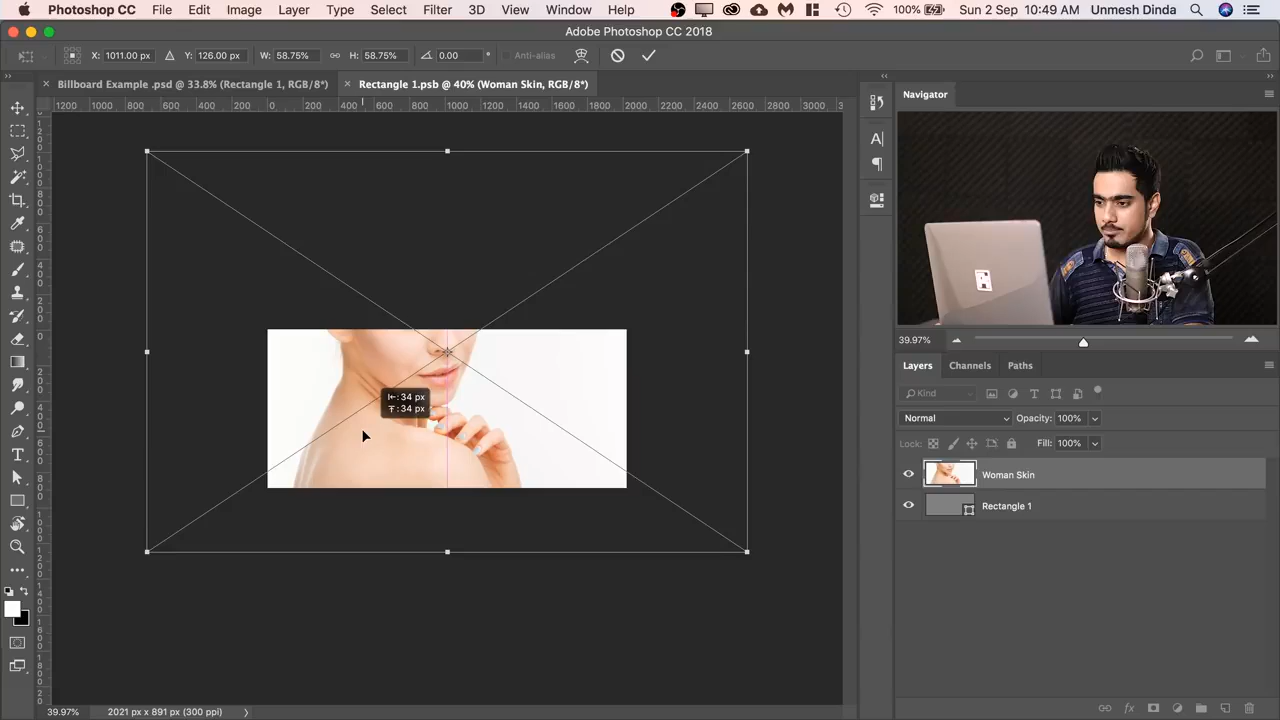 Photoshop CC File Edit Image Layer Type Select Filter 3D View Window Help 100% Sun 2 Sep 10:49 AM Unmesh Dinda
Adobe Photoshop CC 2018
X: 1011.00 px Y: 126.00 px W: 58.75% H: 58.75% 0.00 ° Anti-alias
Billboard Example .psd @ 33.8% (Rectangle 1, RGB/8*) Rectangle 1.psb @ 40% (Woman Skin, RGB/8*)
1200 1000 800 600 400 200 0 200 400 600 800 1000 1200 1400 1600 1800 2000 2200 2400 2600 2800 3000
Navigator
39.97%
Layers Channels Paths
Kind
Normal Opacity: 100%
Lock: Fill: 100%
Woman Skin
Rectangle 1
: 34 px
: 34 px
39.97% 2021 px x 891 px (300 ppi)